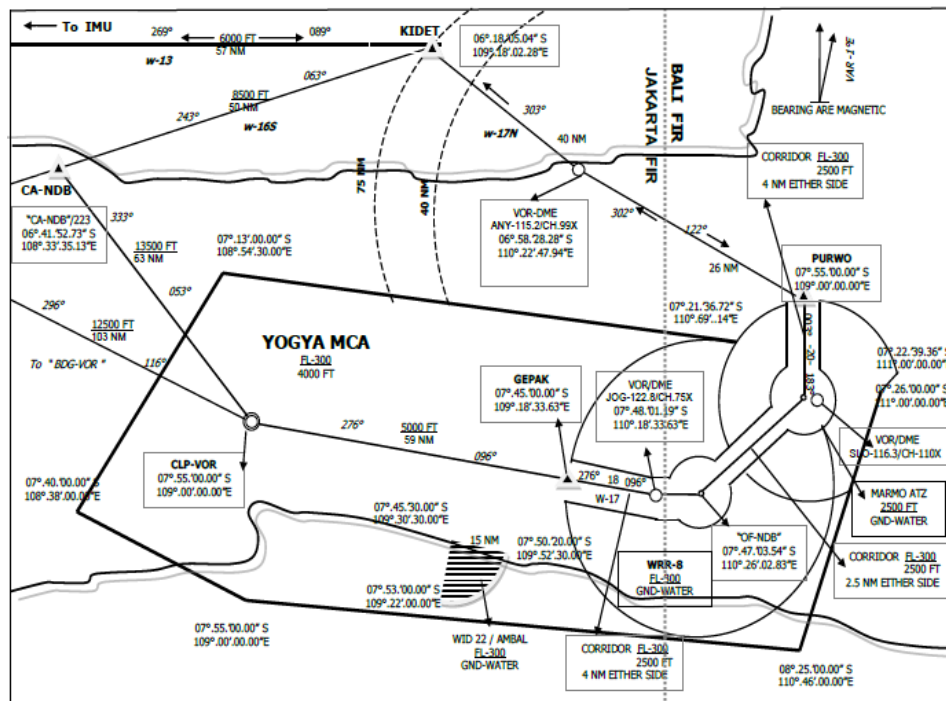 To IMU
269°
6000 FT
57 NM
089°
w-13
KIDET
06°.18'.05.04" S
109°.18'.02.28"E
063°
8500 FT
50 NM
243°
w-16S
303°
w-17N
40 NM
BALI FIR
JAKARTA FIR
VAR-1°E
BEARING ARE MAGNETIC
CORRIDOR FL-300
2500 FT
4 NM EITHER SIDE
75 NM
40 NM
CA-NDB
"CA-NDB"/223
06°.41'.52.73" S
108°.33'.35.13"E
333°
13500 FT
63 NM
053°
07°.13'.00.00" S
108°.54'.30.00"E
VOR-DME
ANY-115.2/CH.99X
06°.58'.28.28" S
110°.22'.47.94"E
302°
122°
26 NM
PURWO
07°.55'.00.00" S
109°.00'.00.00"E
296°
12500 FT
103 NM
To " BDG-VOR "
116°
YOGYA MCA
FL-300
4000 FT
07°.21'.36.72" S
110°.69'..14"E
003° -20- 183°
07°.22'.39.36" S
111°.00'.00.00"E
07°.26'.00.00" S
111°.00'.00.00"E
GEPAK
07°.45'.00.00" S
109°.18'.33.63"E
VOR/DME
JOG-122.8/CH.75X
07°.48'.01.19" S
110°.18'.33.63"E
276°
5000 FT
59 NM
096°
VOR/DME
SLO-116.3/CH-110X
CLP-VOR
07°.55'.00.00" S
109°.00'.00.00"E
07°.40'.00.00" S
108°.38'.00.00"E
276° 18 096°
W-17
MARMO ATZ
2500 FT
GND-WATER
07°.45'.30.00" S
109°.30'.30.00"E
15 NM
07°.50'.20.00" S
109°.52'.30.00"E
"OF-NDB"
07°.47'.03.54" S
110°.26'.02.83"E
CORRIDOR FL-300
2500 FT
2.5 NM EITHER SIDE
WRR-8
FL-300
GND-WATER
07°.53'.00.00" S
109°.22'.00.00"E
07°.55'.00.00" S
109°.00'.00.00"E
WID 22 / AMBAL
FL-300
GND-WATER
CORRIDOR FL-300
2500 FT
4 NM EITHER SIDE
08°.25'.00.00" S
110°.46'.00.00"E